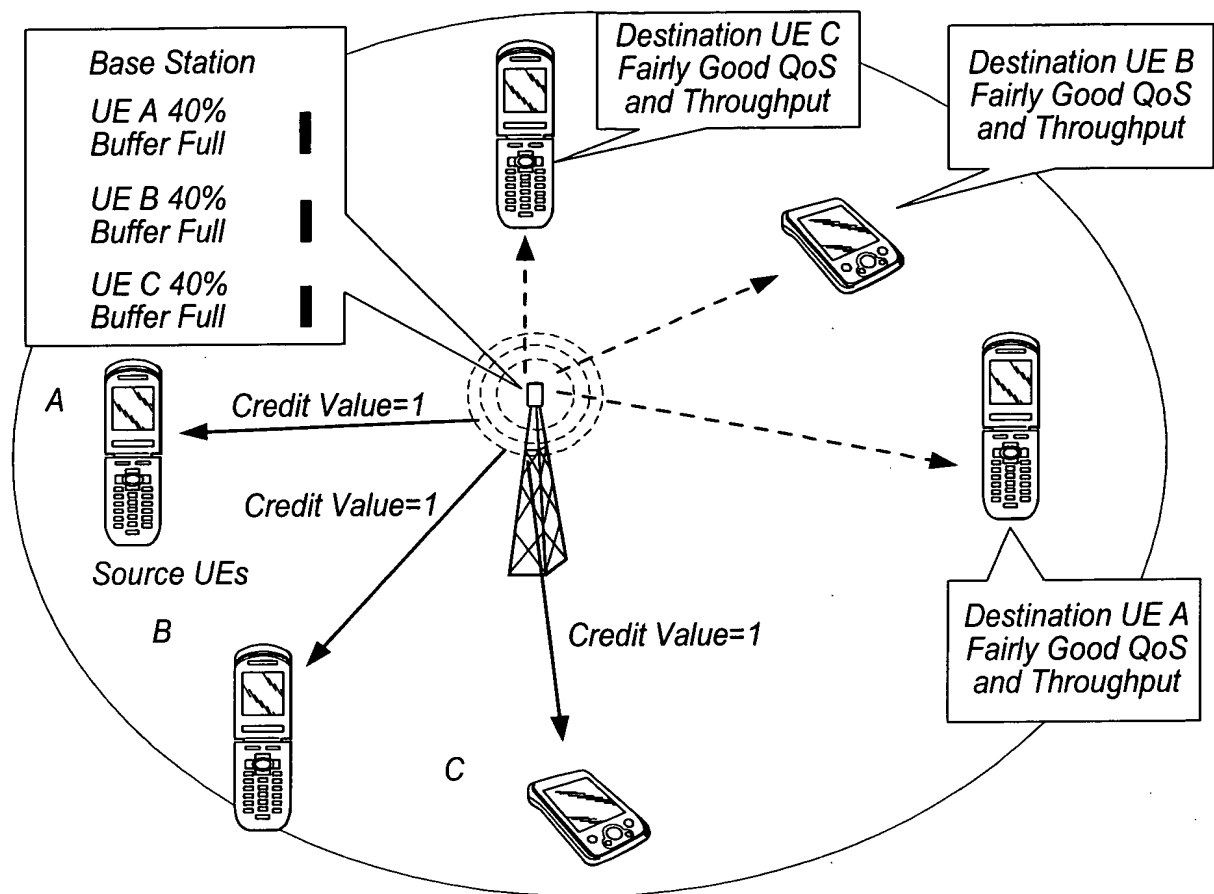 Base Station
UE A 40%
Buffer Full
UE B 40%
Buffer Full
UE C 40%
Buffer Full
Destination UE C
Fairly Good QoS
and Throughput
Destination UE B
Fairly Good QoS
and Throughput
A
Credit Value=1
Credit Value=1
Source UEs
B
Credit Value=1
C
Destination UE A
Fairly Good QoS
and Throughput